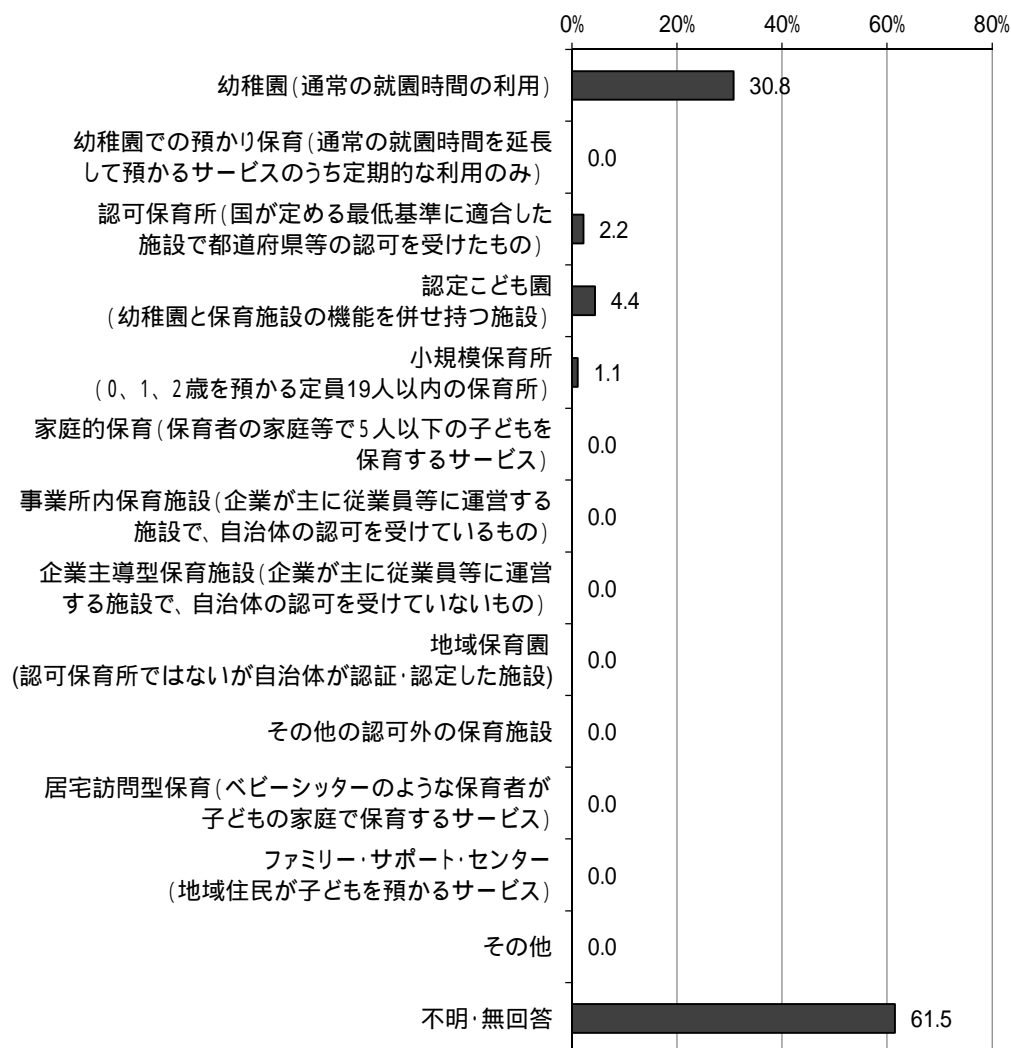 0% 20% 40% 60% 80%
幼稚園(通常の就園時間の利用) 30.8
幼稚園での預かり保育(通常の就園時間を延長
して預かるサービスのうち定期的な利用のみ) 0.0
認可保育所(国が定める最低基準に適合した
施設で都道府県等の認可を受けたもの) 2.2
認定こども園
(幼稚園と保育施設の機能を併せ持つ施設) 4.4
小規模保育所
(0、1、2歳を預かる定員19人以内の保育所) 1.1
家庭的保育(保育者の家庭等で5人以下の子どもを
保育するサービス) 0.0
事業所内保育施設(企業が主に従業員等に運営する
施設で、自治体の認可を受けているもの) 0.0
企業主導型保育施設(企業が主に従業員等に運営
する施設で、自治体の認可を受けていないもの) 0.0
地域保育園
(認可保育所ではないが自治体が認証・認定した施設) 0.0
その他の認可外の保育施設 0.0
居宅訪問型保育(ベビーシッターのような保育者が
子どもの家庭で保育するサービス) 0.0
ファミリー・サポート・センター
(地域住民が子どもを預かるサービス) 0.0
その他 0.0
不明・無回答 61.5